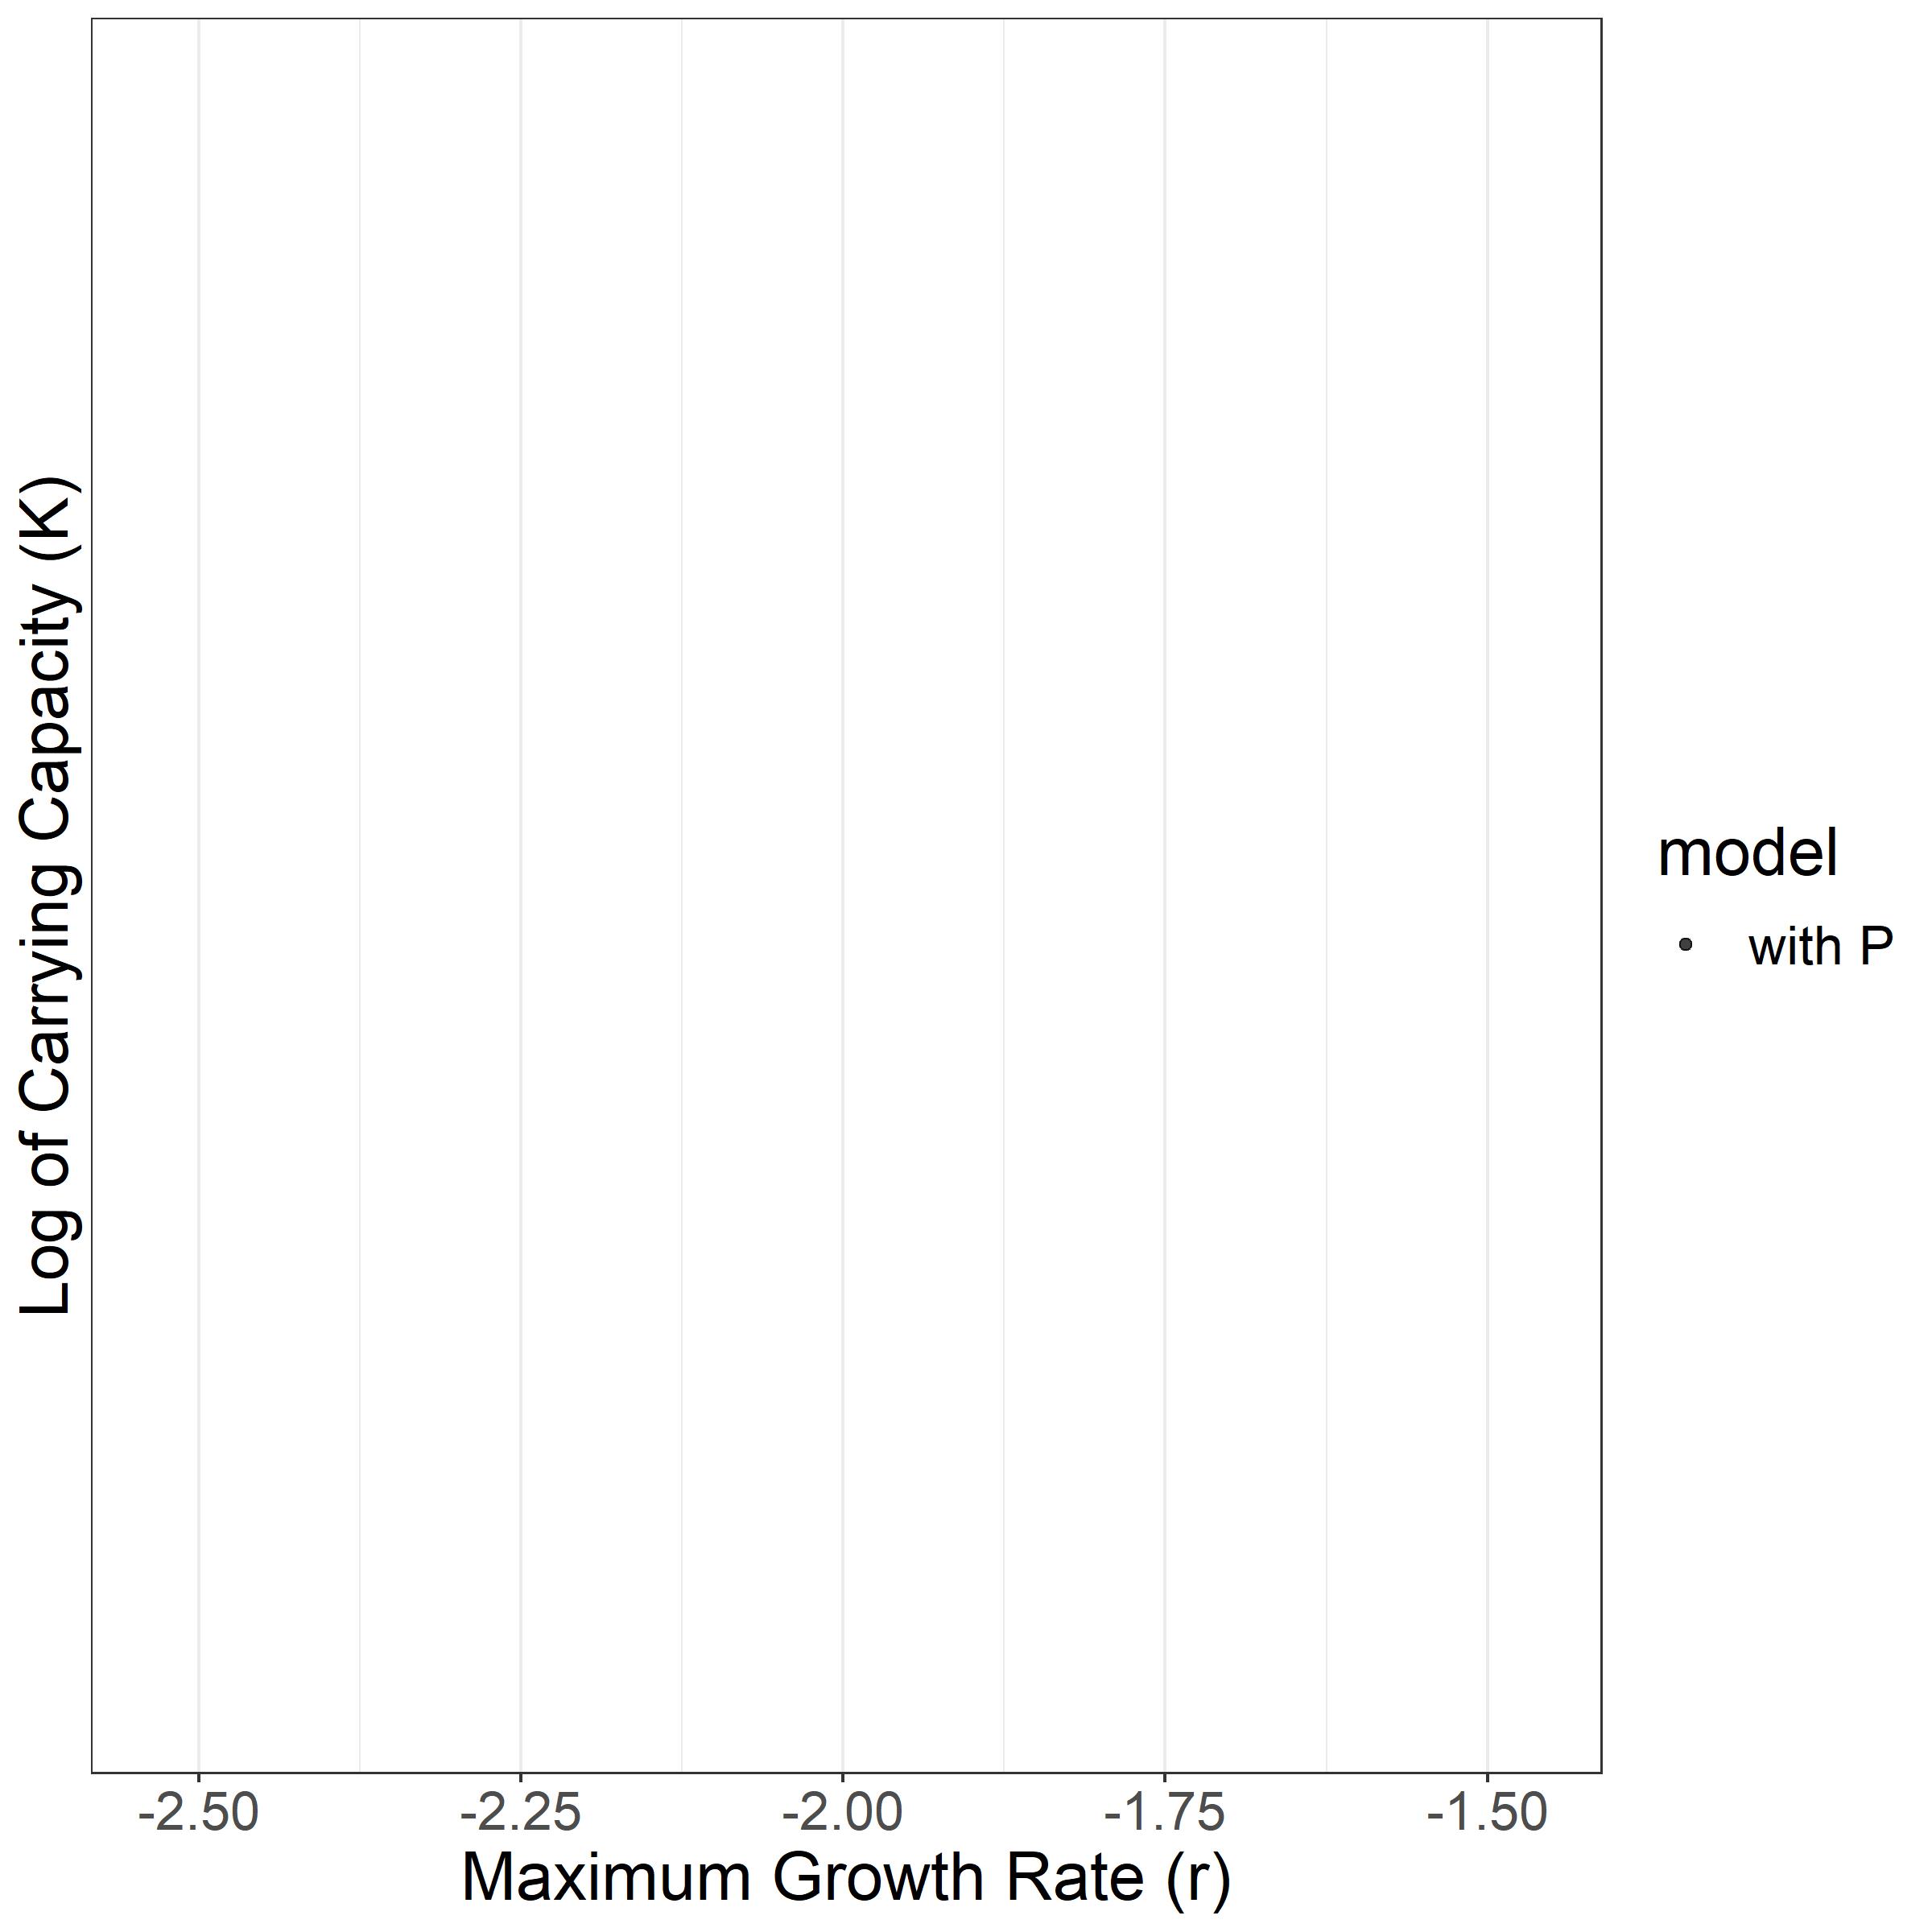 Log of Carrying Capacity (K)
model
with P
-2.50 -2.25 -2.00 -1.75 -1.50
Maximum Growth Rate (r)